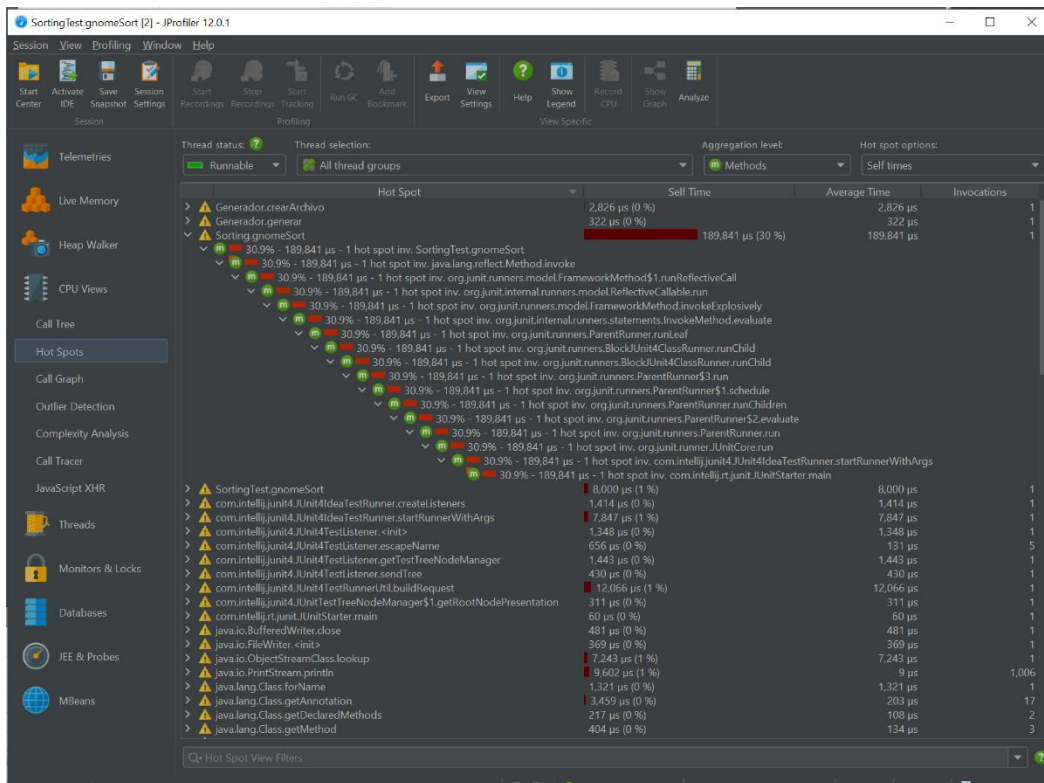 SortingTest.gnomeSort [2] - JProfiler 12.0.1
Session View Profiling Window Help
Start Center Activate IDE Save Snapshot Session Settings Start Recordings Stop Recordings Start Tracking Run GC Add Bookmark Export View Settings Help Show Legend Record CPU Show Graph Analyze
Session Profiling View Specific
Thread status: Thread selection: Aggregation level: Hot spot options:
Runnable All thread groups Methods Self times
Telemetries
Live Memory
Heap Walker
CPU Views
Call Tree
Hot Spots
Call Graph
Outlier Detection
Complexity Analysis
Call Tracer
JavaScript XHR
Threads
Monitors & Locks
Databases
JEE & Probes
MBeans
Hot Spot Self Time Average Time Invocations
Generador.crearArchivo 2,826 µs (0 %) 2,826 µs 1
Generador.generar 322 µs (0 %) 322 µs 1
Sorting.gnomeSort 189,841 µs (30 %) 189,841 µs 1
30.9% - 189,841 µs - 1 hot spot inv. SortingTest.gnomeSort
30.9% - 189,841 µs - 1 hot spot inv. java.lang.reflect.Method.invoke
30.9% - 189,841 µs - 1 hot spot inv. org.junit.runners.model.FrameworkMethod$1.runReflectiveCall
30.9% - 189,841 µs - 1 hot spot inv. org.junit.internal.runners.model.ReflectiveCallable.run
30.9% - 189,841 µs - 1 hot spot inv. org.junit.runners.model.FrameworkMethod.invokeExplosively
30.9% - 189,841 µs - 1 hot spot inv. org.junit.internal.runners.statements.InvokeMethod.evaluate
30.9% - 189,841 µs - 1 hot spot inv. org.junit.runners.ParentRunner.runLeaf
30.9% - 189,841 µs - 1 hot spot inv. org.junit.runners.BlockJUnit4ClassRunner.runChild
30.9% - 189,841 µs - 1 hot spot inv. org.junit.runners.BlockJUnit4ClassRunner.runChild
30.9% - 189,841 µs - 1 hot spot inv. org.junit.runners.ParentRunner$3.run
30.9% - 189,841 µs - 1 hot spot inv. org.junit.runners.ParentRunner$1.schedule
30.9% - 189,841 µs - 1 hot spot inv. org.junit.runners.ParentRunner.runChildren
30.9% - 189,841 µs - 1 hot spot inv. org.junit.runners.ParentRunner$2.evaluate
30.9% - 189,841 µs - 1 hot spot inv. org.junit.runners.ParentRunner.run
30.9% - 189,841 µs - 1 hot spot inv. org.junit.runner.JUnitCore.run
30.9% - 189,841 µs - 1 hot spot inv. com.intellij.junit4.JUnit4IdeaTestRunner.startRunnerWithArgs
30.9% - 189,841 µs - 1 hot spot inv. com.intellij.rt.junit.JUnitStarter.main
SortingTest.gnomeSort 8,000 µs (1 %) 8,000 µs 1
com.intellij.junit4.JUnit4IdeaTestRunner.createListeners 1,414 µs (0 %) 1,414 µs 1
com.intellij.junit4.JUnit4IdeaTestRunner.startRunnerWithArgs 7,847 µs (1 %) 7,847 µs 1
com.intellij.junit4.JUnit4TestListener.<init> 1,348 µs (0 %) 1,348 µs 1
com.intellij.junit4.JUnit4TestListener.escapeName 656 µs (0 %) 131 µs 5
com.intellij.junit4.JUnit4TestListener.getTestTreeNodeManager 1,443 µs (0 %) 1,443 µs 1
com.intellij.junit4.JUnit4TestListener.sendTree 430 µs (0 %) 430 µs 1
com.intellij.junit4.JUnit4TestRunnerUtil.buildRequest 12,066 µs (1 %) 12,066 µs 1
com.intellij.junit4.JUnitTestTreeNodeManager$1.getRootNodePresentation 311 µs (0 %) 311 µs 1
com.intellij.rt.junit.JUnitStarter.main 60 µs (0 %) 60 µs 1
java.io.BufferedWriter.close 481 µs (0 %) 481 µs 1
java.io.FileWriter.<init> 369 µs (0 %) 369 µs 1
java.io.ObjectStreamClass.lookup 7,243 µs (1 %) 7,243 µs 1
java.io.PrintStream.println 9,602 µs (1 %) 9 µs 1,006
java.lang.Class.forName 1,321 µs (0 %) 1,321 µs 1
java.lang.Class.getAnnotation 3,459 µs (0 %) 203 µs 17
java.lang.Class.getDeclaredMethods 217 µs (0 %) 108 µs 2
java.lang.Class.getMethod 404 µs (0 %) 134 µs 3
Hot Spot View Filters